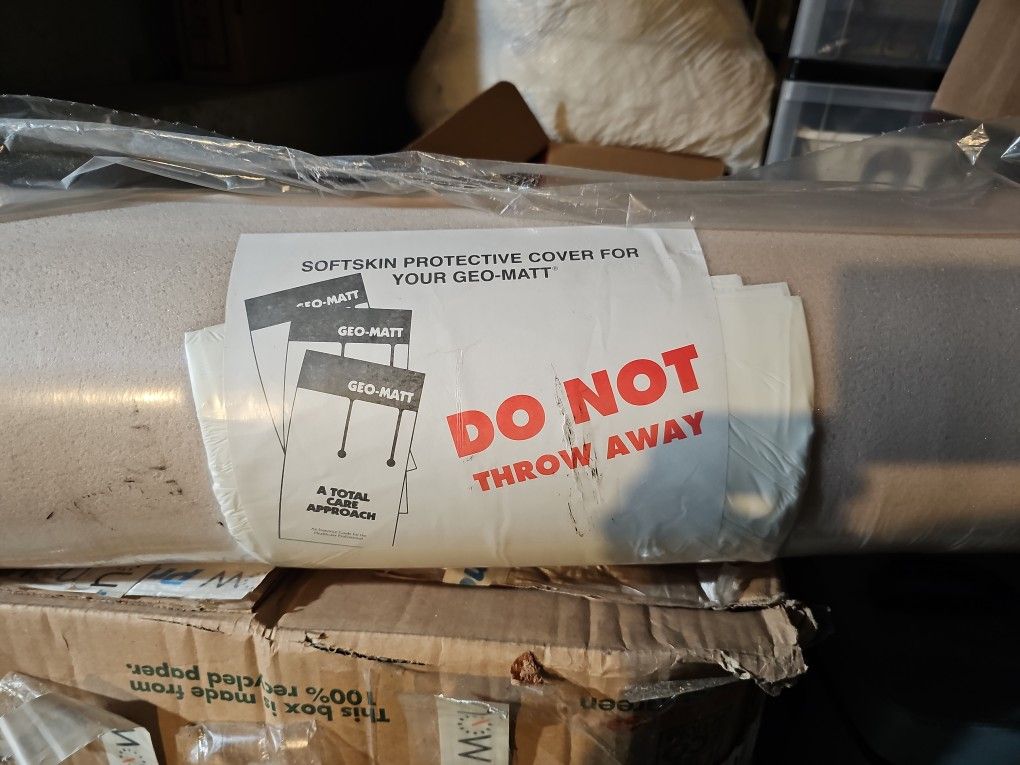 SOFTSKIN PROTECTIVE COVER FOR
YOUR GEO-MATT®
GEO-MATT
GEO-MATT
GEO-MATT
A TOTAL
CARE
APPROACH
DO NOT
THROW AWAY
This box is made from
100% recycled paper.
green